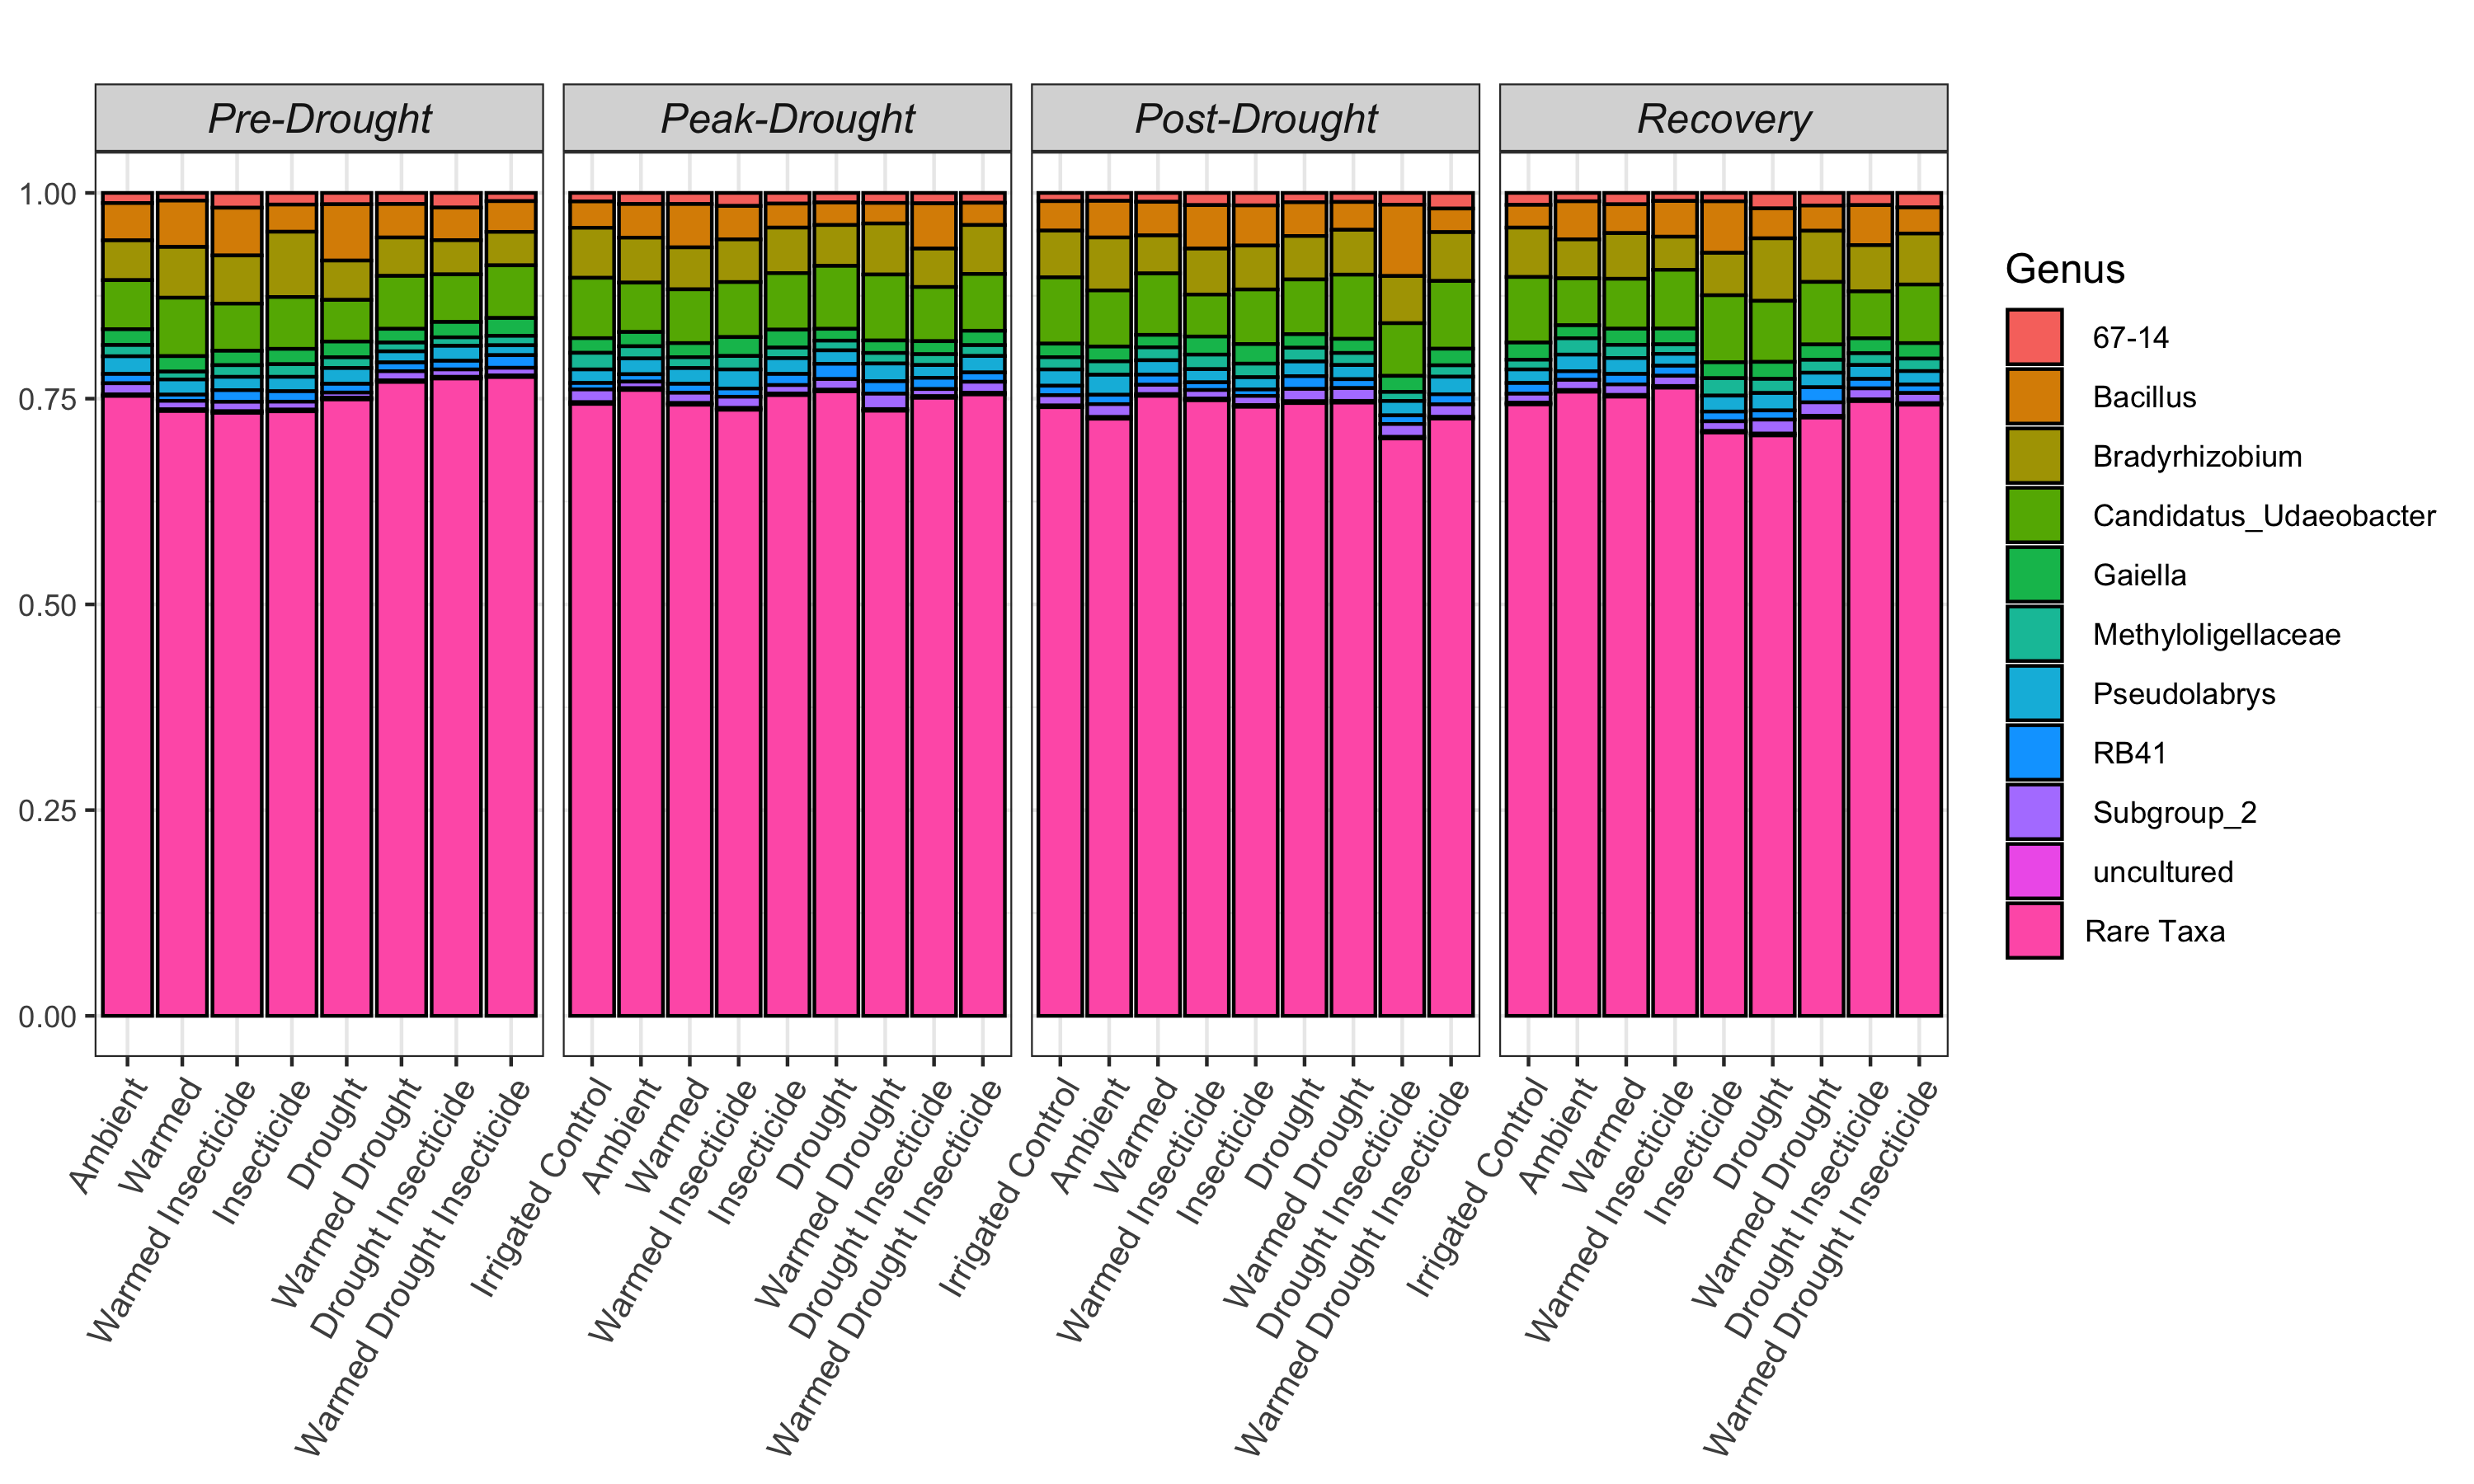 Pre-Drought
Peak-Drought
Post-Drought
Recovery
1.00
0.75
0.50
0.25
0.00
Ambient
Warmed
Warmed Insecticide
Insecticide
Drought
Warmed Drought
Drought Insecticide
Warmed Drought Insecticide
Irrigated Control
Ambient
Warmed
Warmed Insecticide
Insecticide
Drought
Warmed Drought
Drought Insecticide
Warmed Drought Insecticide
Irrigated Control
Ambient
Warmed
Warmed Insecticide
Insecticide
Drought
Warmed Drought
Drought Insecticide
Warmed Drought Insecticide
Irrigated Control
Ambient
Warmed
Warmed Insecticide
Insecticide
Drought
Warmed Drought
Drought Insecticide
Warmed Drought Insecticide
Genus
67-14
Bacillus
Bradyrhizobium
Candidatus_Udaeobacter
Gaiella
Methyloligellaceae
Pseudolabrys
RB41
Subgroup_2
uncultured
Rare Taxa